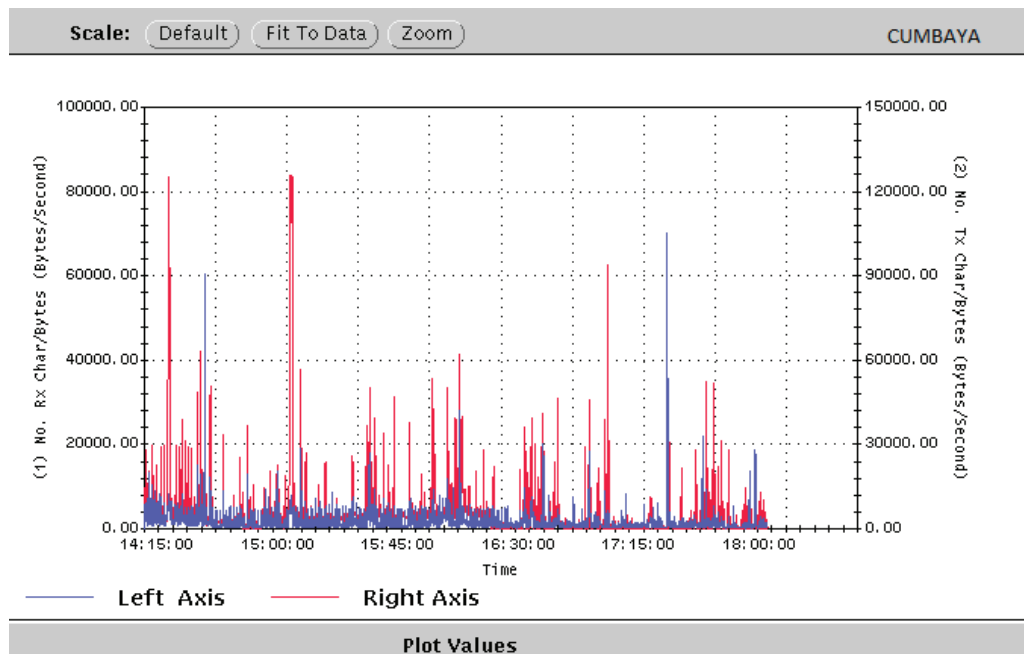 Scale: Default Fit To Data Zoom CUMBAYA
100000.00
80000.00
60000.00
40000.00
20000.00
0.00
(1) No. Rx Char/Bytes (Bytes/Second)
150000.00
120000.00
90000.00
60000.00
30000.00
0.00
(2) No. Tx Char/Bytes (Bytes/Second)
14:15:00 15:00:00 15:45:00 16:30:00 17:15:00 18:00:00
Time
Left Axis Right Axis
Plot Values